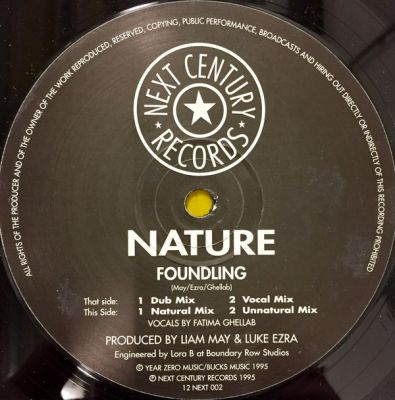 ALL RIGHTS OF THE PRODUCER AND OF THE OWNER OF THE WORK REPRODUCED, RESERVED, COPYING, PUBLIC PERFORMANCE, BROADCASTS AND HIRING OUT DIRECTLY OR INDIRECTLY OF THIS RECORDING PROHIBITED
NEXT CENTURY
RECORDS
NATURE
FOUNDLING
(May/Ezra/Ghellab)
That side: 1 Dub Mix 2 Vocal Mix
This Side: 1 Natural Mix 2 Unnatural Mix
VOCALS BY FATIMA GHELLAB
PRODUCED BY LIAM MAY & LUKE EZRA
Engineered by Lora B at Boundary Row Studios
© YEAR ZERO MUSIC/BUCKS MUSIC 1995
℗ NEXT CENTURY RECORDS 1995
12 NEXT 002